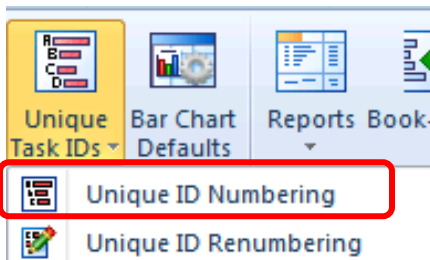 Unique Bar Chart Reports Book-
Task IDs Defaults
Unique ID Numbering
Unique ID Renumbering